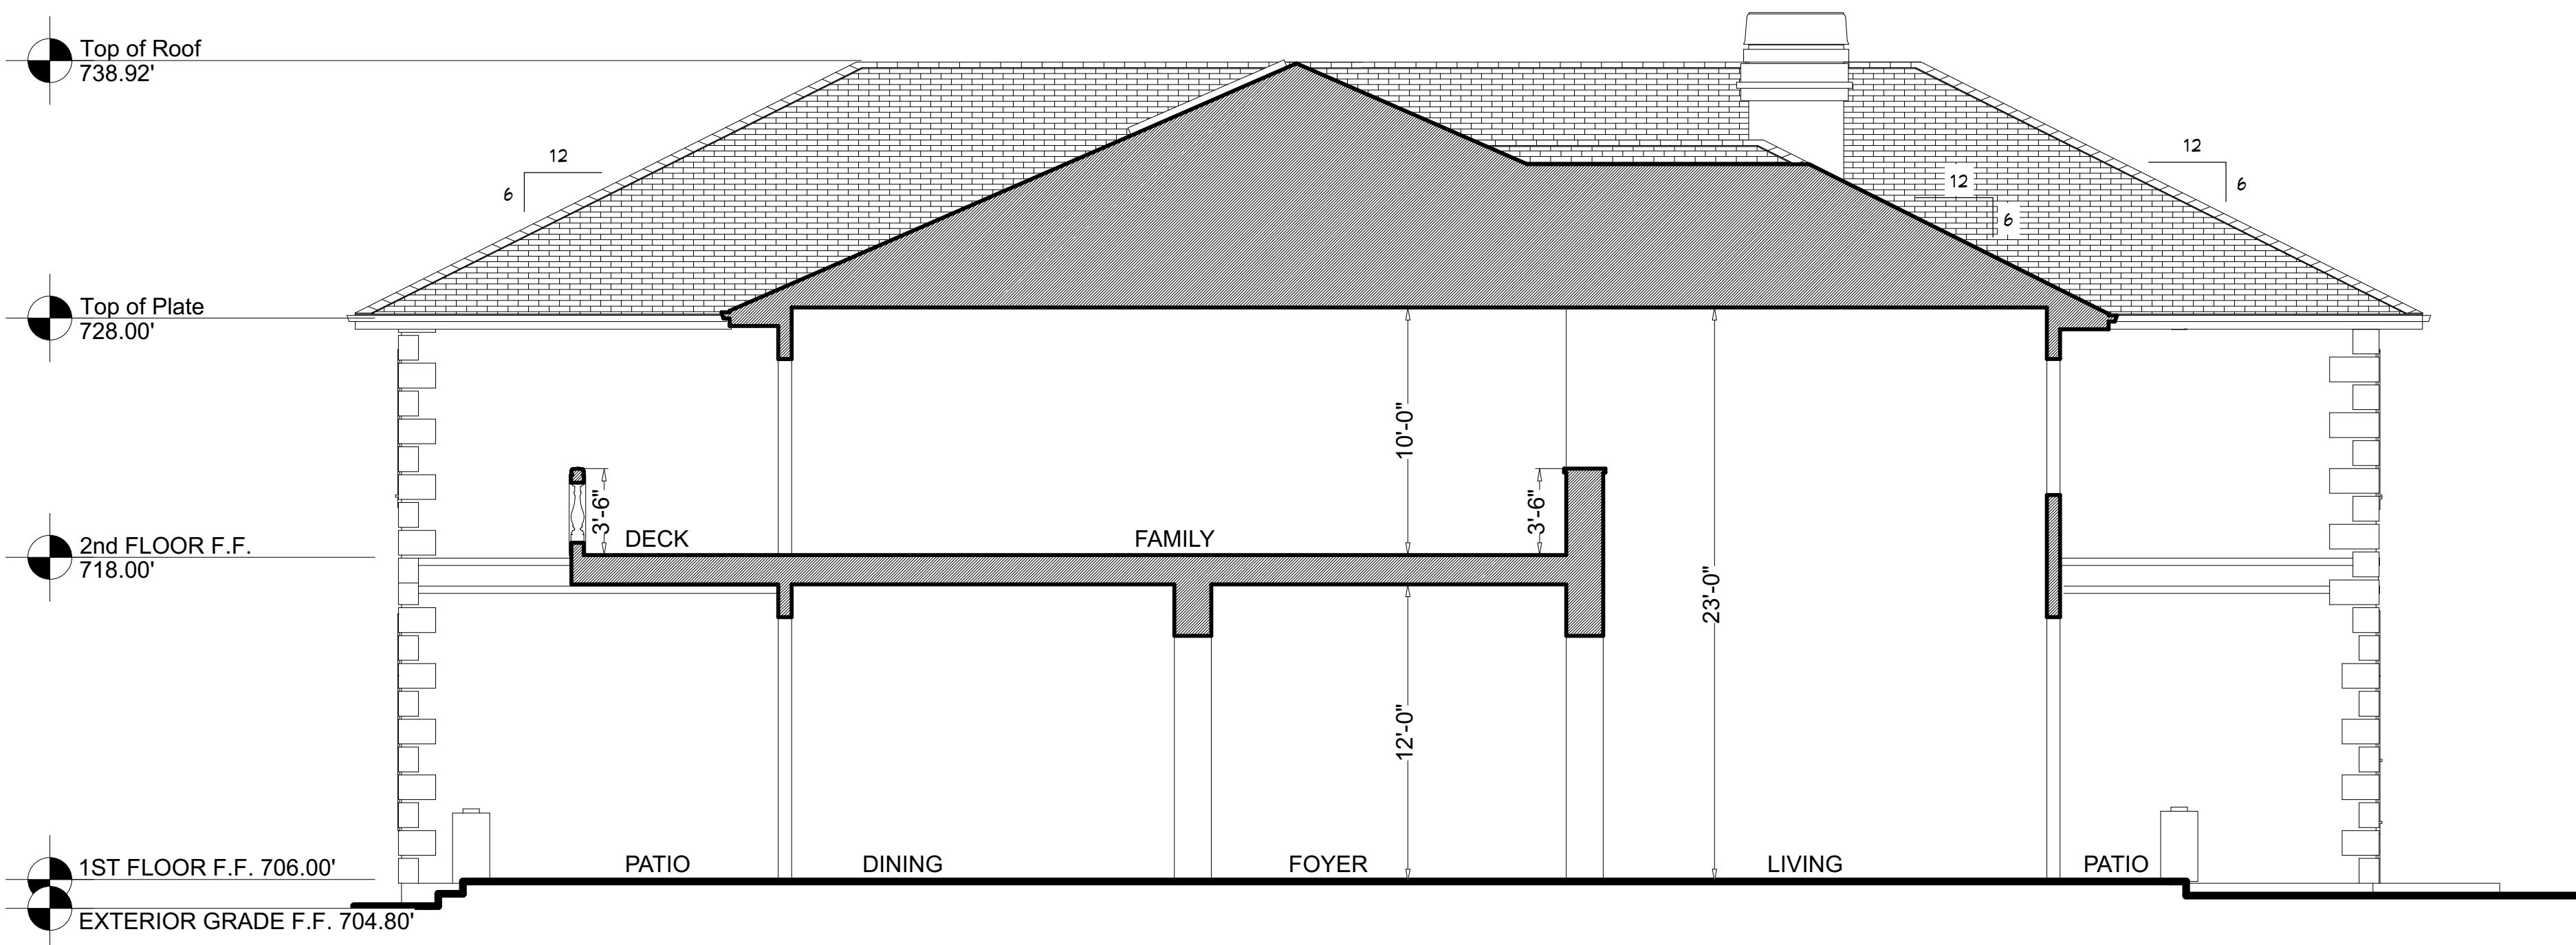 Top of Roof
738.92'
12
6
12
6
12
6
Top of Plate
728.00'
10'-0"
3'-6"
3'-6"
23'-0"
2nd FLOOR F.F.
718.00'
DECK
FAMILY
12'-0"
1ST FLOOR F.F. 706.00'
PATIO
DINING
FOYER
LIVING
PATIO
EXTERIOR GRADE F.F. 704.80'